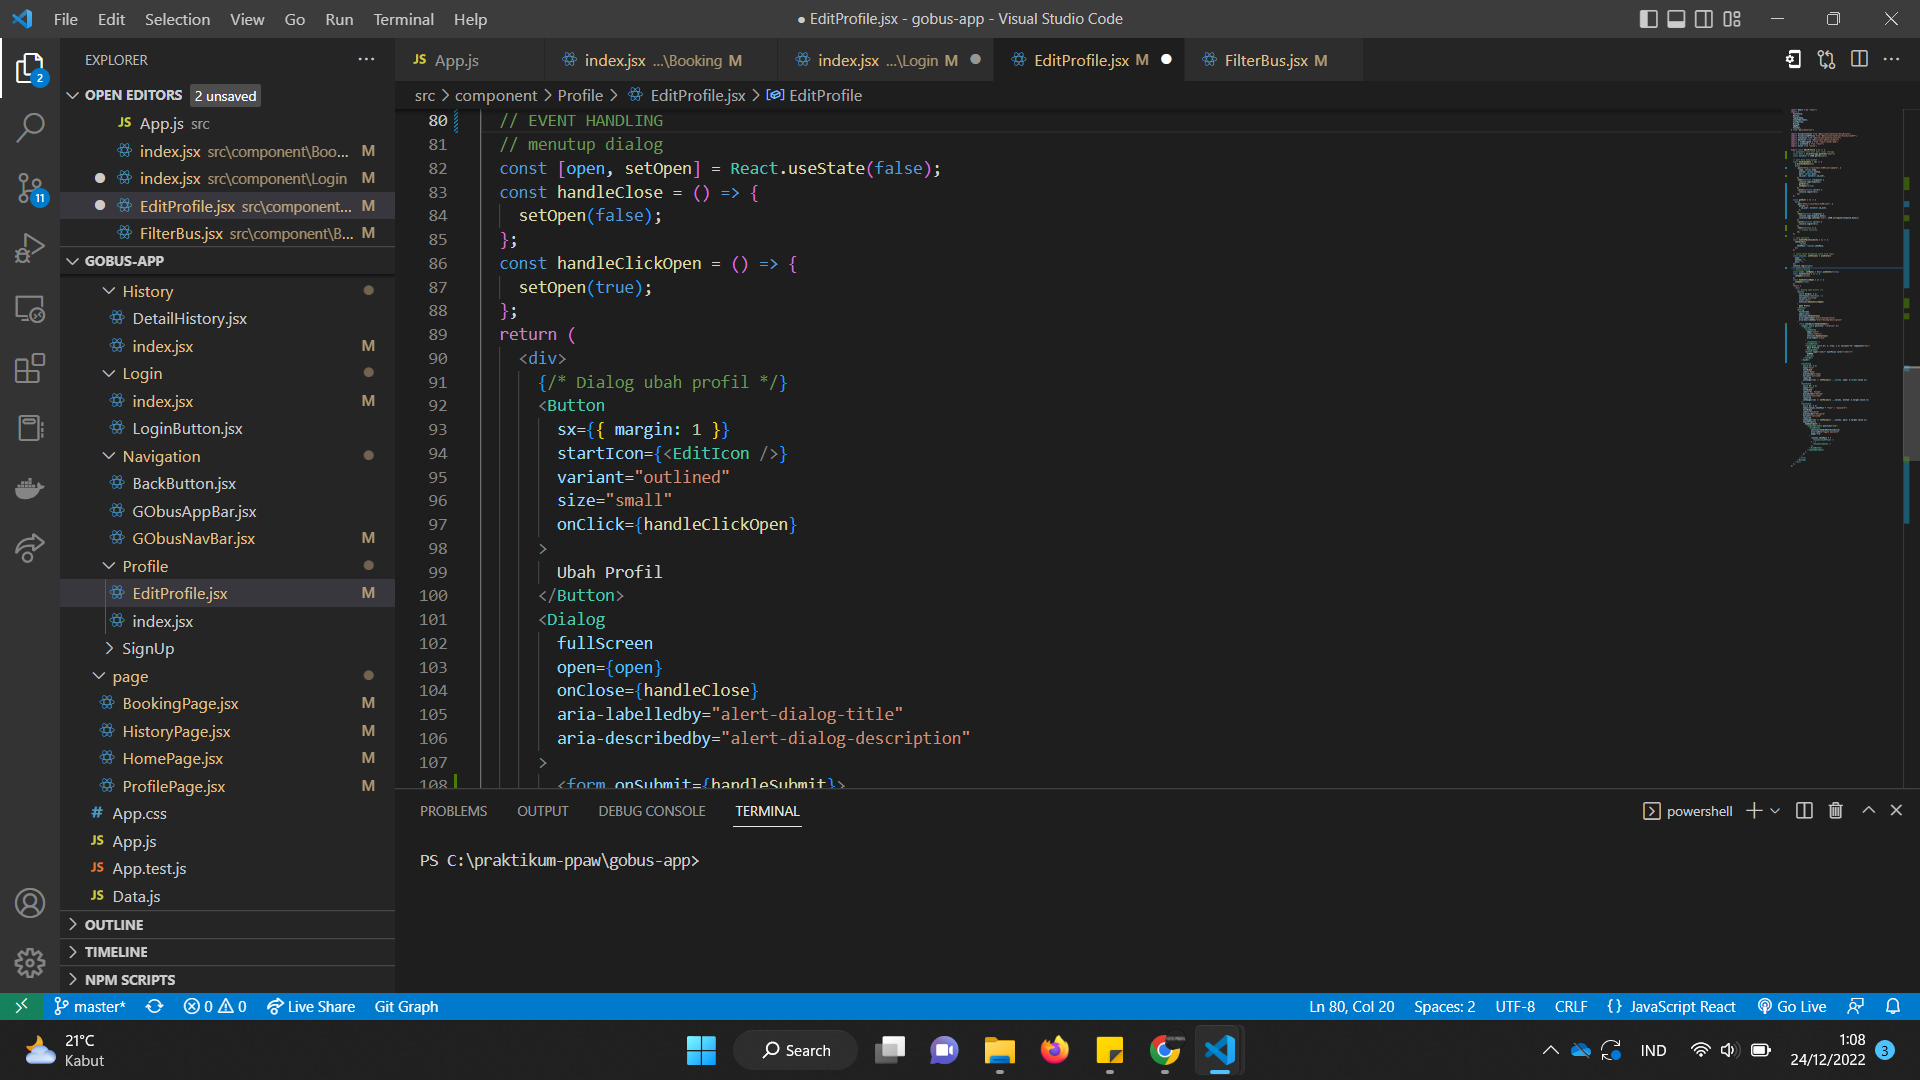 File Edit Selection View Go Run Terminal Help
● EditProfile.jsx - gobus-app - Visual Studio Code
EXPLORER
OPEN EDITORS 2 unsaved
JS App.js src
index.jsx src\component\Boo... M
index.jsx src\component\Login M
EditProfile.jsx src\component... M
FilterBus.jsx src\component\B... M
GOBUS-APP
History
DetailHistory.jsx
index.jsx M
Login
index.jsx M
LoginButton.jsx
Navigation
BackButton.jsx
GObusAppBar.jsx
GObusNavBar.jsx M
Profile
EditProfile.jsx M
index.jsx
SignUp
page
BookingPage.jsx M
HistoryPage.jsx M
HomePage.jsx M
ProfilePage.jsx M
# App.css
JS App.js
JS App.test.js
JS Data.js
OUTLINE
TIMELINE
NPM SCRIPTS
2
11
JS App.js
index.jsx ...\Booking M
index.jsx ...\Login M
EditProfile.jsx M
FilterBus.jsx M
src > component > Profile > EditProfile.jsx > EditProfile
80 // EVENT HANDLING
81 // menutup dialog
82 const [open, setOpen] = React.useState(false);
83 const handleClose = () => {
84 setOpen(false);
85 };
86 const handleClickOpen = () => {
87 setOpen(true);
88 };
89 return (
90 <div>
91 {/* Dialog ubah profil */}
92 <Button
93 sx={{ margin: 1 }}
94 startIcon={<EditIcon />}
95 variant="outlined"
96 size="small"
97 onClick={handleClickOpen}
98 >
99 Ubah Profil
100 </Button>
101 <Dialog
102 fullScreen
103 open={open}
104 onClose={handleClose}
105 aria-labelledby="alert-dialog-title"
106 aria-describedby="alert-dialog-description"
107 >
108 <form onSubmit={handleSubmit}>
PROBLEMS OUTPUT DEBUG CONSOLE TERMINAL
powershell
PS C:\praktikum-ppaw\gobus-app>
master* 0 0 Live Share Git Graph
Ln 80, Col 20 Spaces: 2 UTF-8 CRLF {} JavaScript React Go Live
21°C
Kabut
Search
IND
1:08
24/12/2022
3